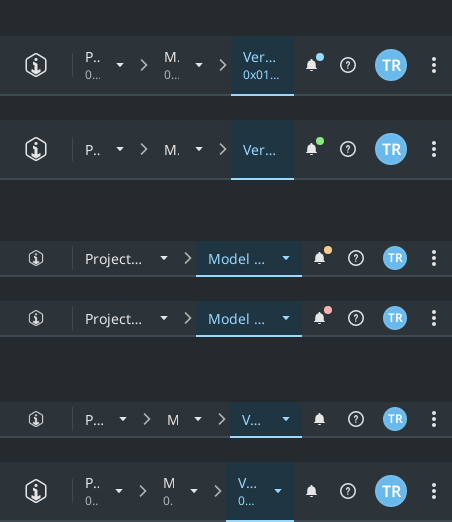 P.. M. Ver...
0... 0... 0x01...
TR
P.. M. Ver...
TR
Project... Model ...
TR
Project... Model ...
TR
P... M V...
TR
P.. M V...
0.. 0. 0...
TR